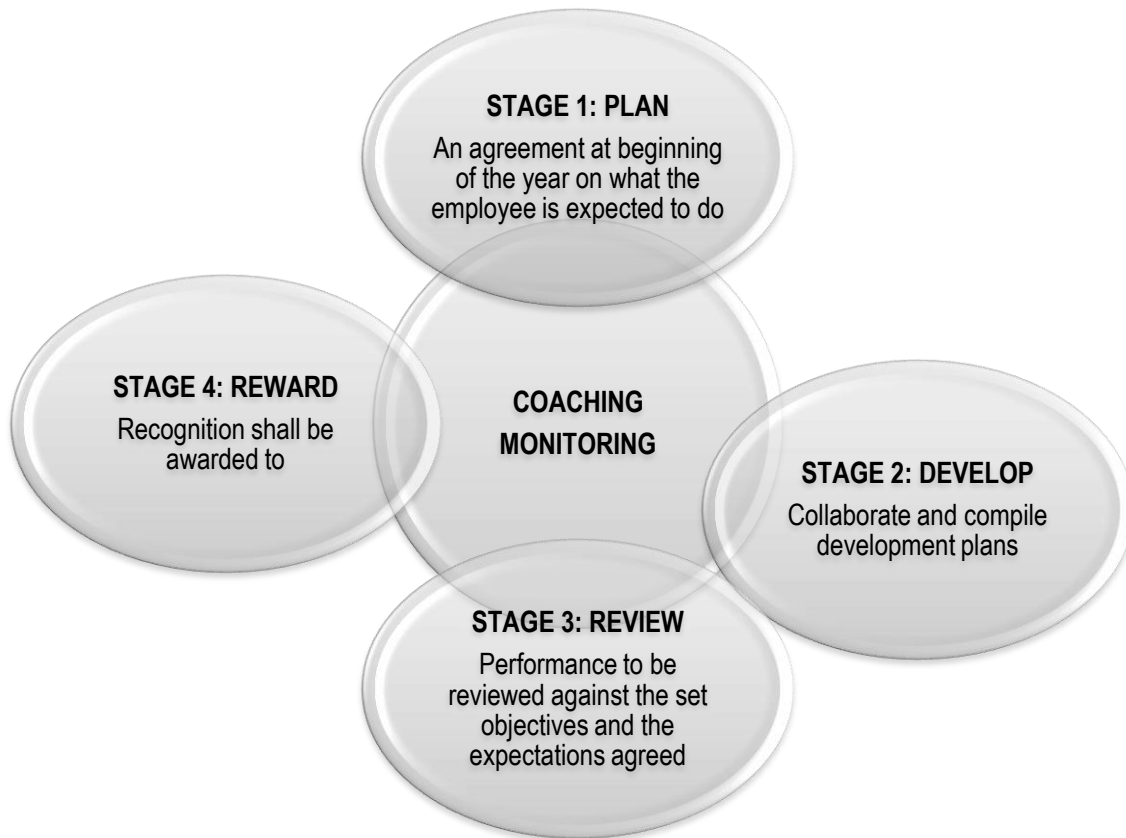 STAGE 1: PLAN
An agreement at beginning
of the year on what the
employee is expected to do
STAGE 4: REWARD
Recognition shall be
awarded to
COACHING
MONITORING
STAGE 2: DEVELOP
Collaborate and compile
development plans
STAGE 3: REVIEW
Performance to be
reviewed against the set
objectives and the
expectations agreed